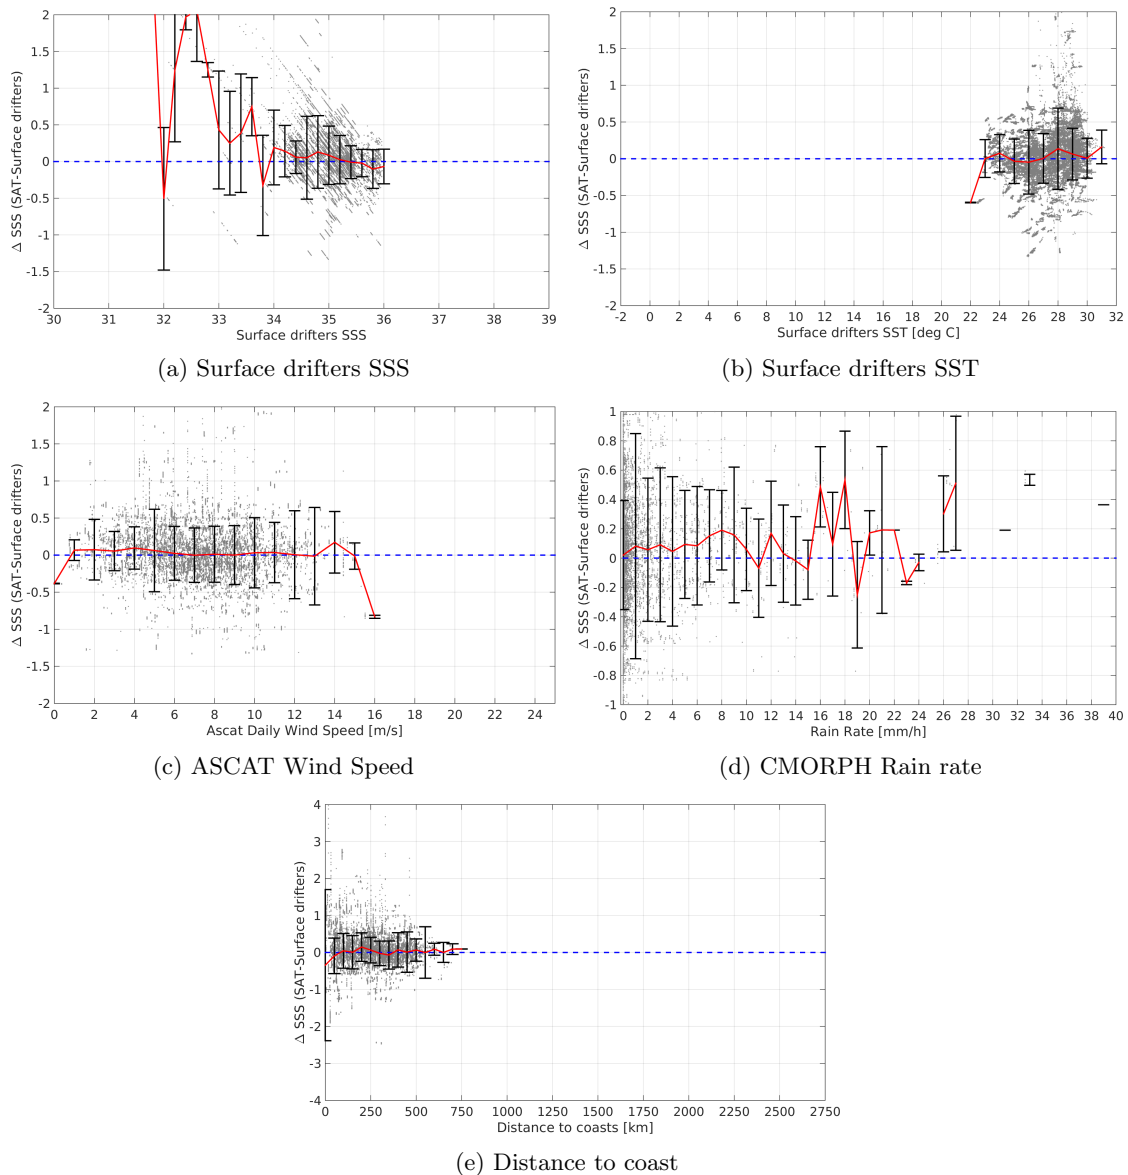 2
1.5
1
0.5
0
-0.5
-1
-1.5
-2
Δ SSS (SAT-Surface drifters)
30 31 32 33 34 35 36 37 38 39
Surface drifters SSS
(a) Surface drifters SSS
2
1.5
1
0.5
0
-0.5
-1
-1.5
-2
Δ SSS (SAT-Surface drifters)
-2 0 2 4 6 8 10 12 14 16 18 20 22 24 26 28 30 32
Surface drifters SST [deg C]
(b) Surface drifters SST
2
1.5
1
0.5
0
-0.5
-1
-1.5
-2
Δ SSS (SAT-Surface drifters)
0 2 4 6 8 10 12 14 16 18 20 22 24
Ascat Daily Wind Speed [m/s]
(c) ASCAT Wind Speed
1
0.8
0.6
0.4
0.2
0
-0.2
-0.4
-0.6
-0.8
-1
Δ SSS (SAT-Surface drifters)
0 2 4 6 8 10 12 14 16 18 20 22 24 26 28 30 32 34 36 38 40
Rain Rate [mm/h]
(d) CMORPH Rain rate
4
3
2
1
0
-1
-2
-3
-4
Δ SSS (SAT-Surface drifters)
0 250 500 750 1000 1250 1500 1750 2000 2250 2500 2750
Distance to coasts [km]
(e) Distance to coast